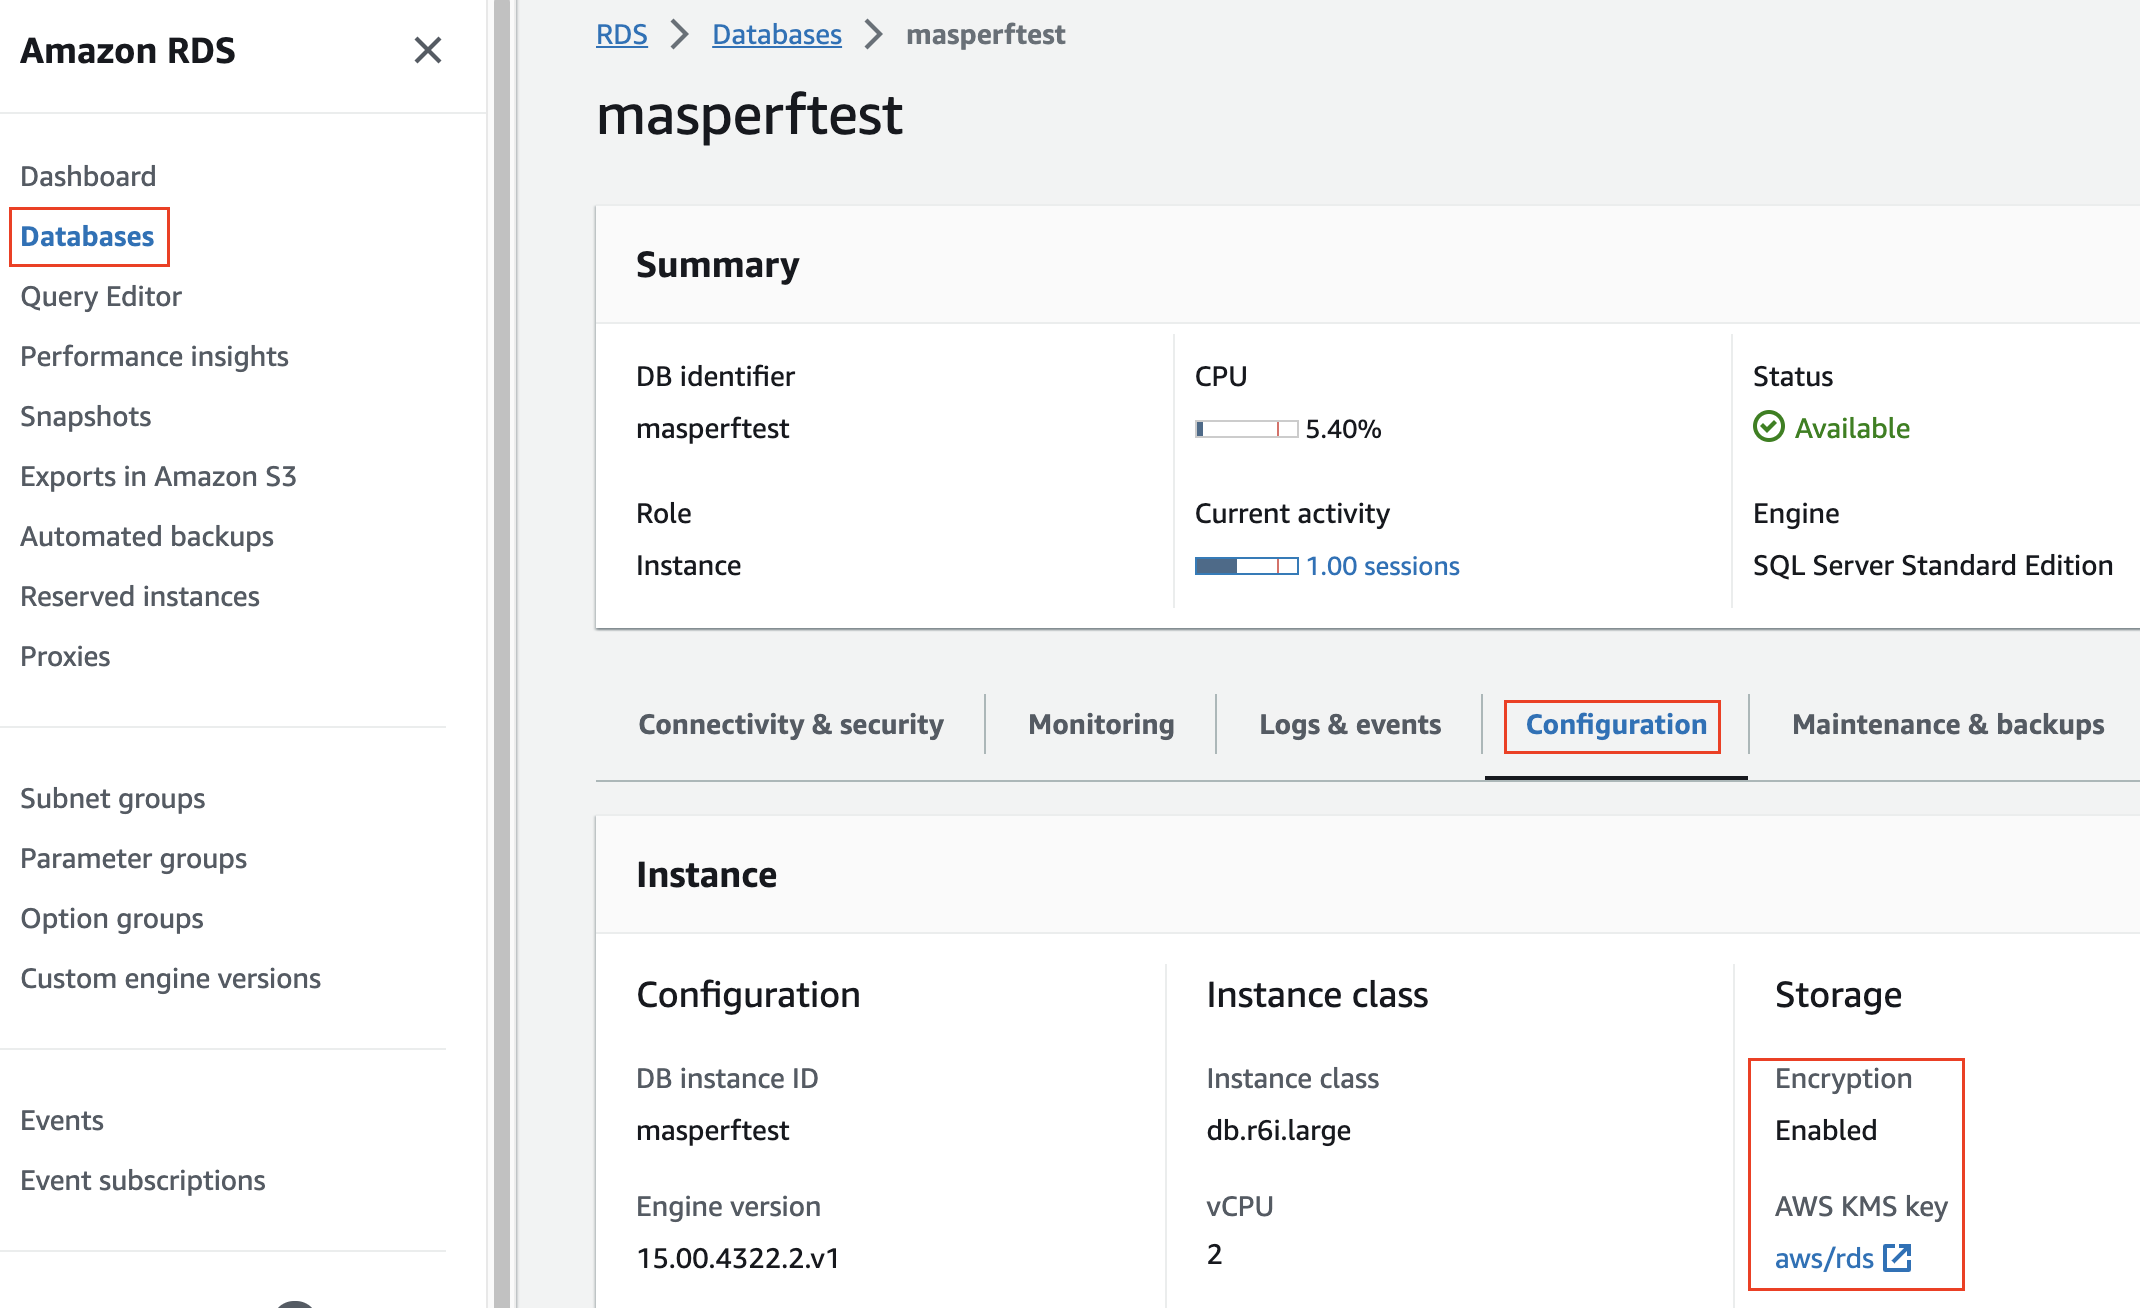 Amazon RDS
Dashboard
Databases
Query Editor
Performance insights
Snapshots
Exports in Amazon S3
Automated backups
Reserved instances
Proxies
Subnet groups
Parameter groups
Option groups
Custom engine versions
Events
Event subscriptions
RDS > Databases > masperftest
masperftest
Summary
DB identifier
masperftest
Role
Instance
CPU
5.40%
Current activity
1.00 sessions
Status
Available
Engine
SQL Server Standard Edition
Connectivity & security
Monitoring
Logs & events
Configuration
Maintenance & backups
Instance
Configuration
DB instance ID
masperftest
Engine version
15.00.4322.2.v1
Instance class
Instance class
db.r6i.large
vCPU
2
Storage
Encryption
Enabled
AWS KMS key
aws/rds